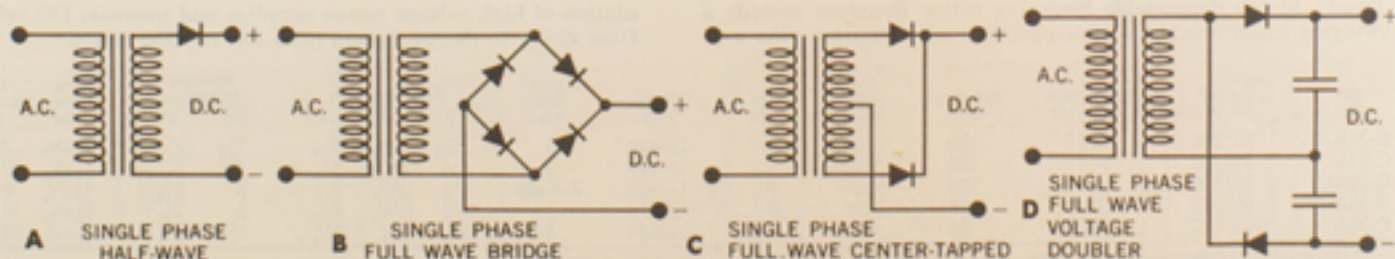 A.C.
D.C.
+
-
A
SINGLE PHASE
HALF-WAVE
A.C.
+
D.C.
-
B
SINGLE PHASE
FULL WAVE BRIDGE
A.C.
+
D.C.
-
C
SINGLE PHASE
FULL WAVE CENTER-TAPPED
A.C.
+
D.C.
-
D
SINGLE PHASE
FULL WAVE
VOLTAGE
DOUBLER